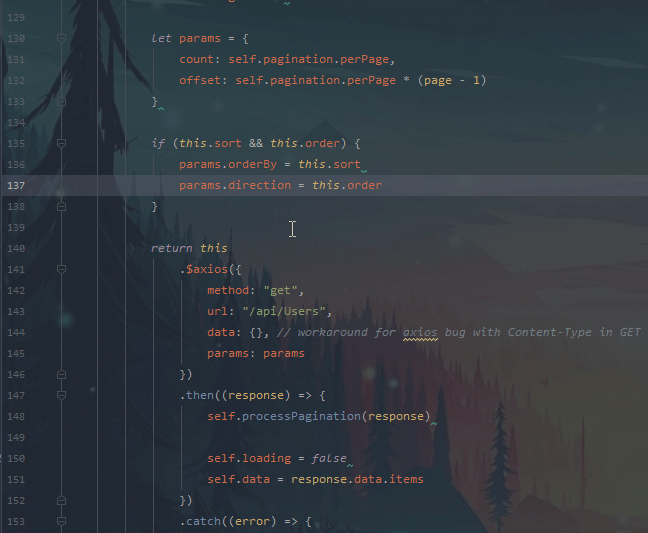 129
130 let params = {
131 count: self.pagination.perPage,
132 offset: self.pagination.perPage * (page - 1)
133 }
134
135 if (this.sort && this.order) {
136 params.orderBy = this.sort
137 params.direction = this.order
138 }
139
140 return this
141 .$axios({
142 method: "get",
143 url: "/api/Users",
144 data: {}, // workaround for axios bug with Content-Type in GET
145 params: params
146 })
147 .then((response) => {
148 self.processPagination(response)
149
150 self.loading = false
151 self.data = response.data.items
152 })
153 .catch((error) => {